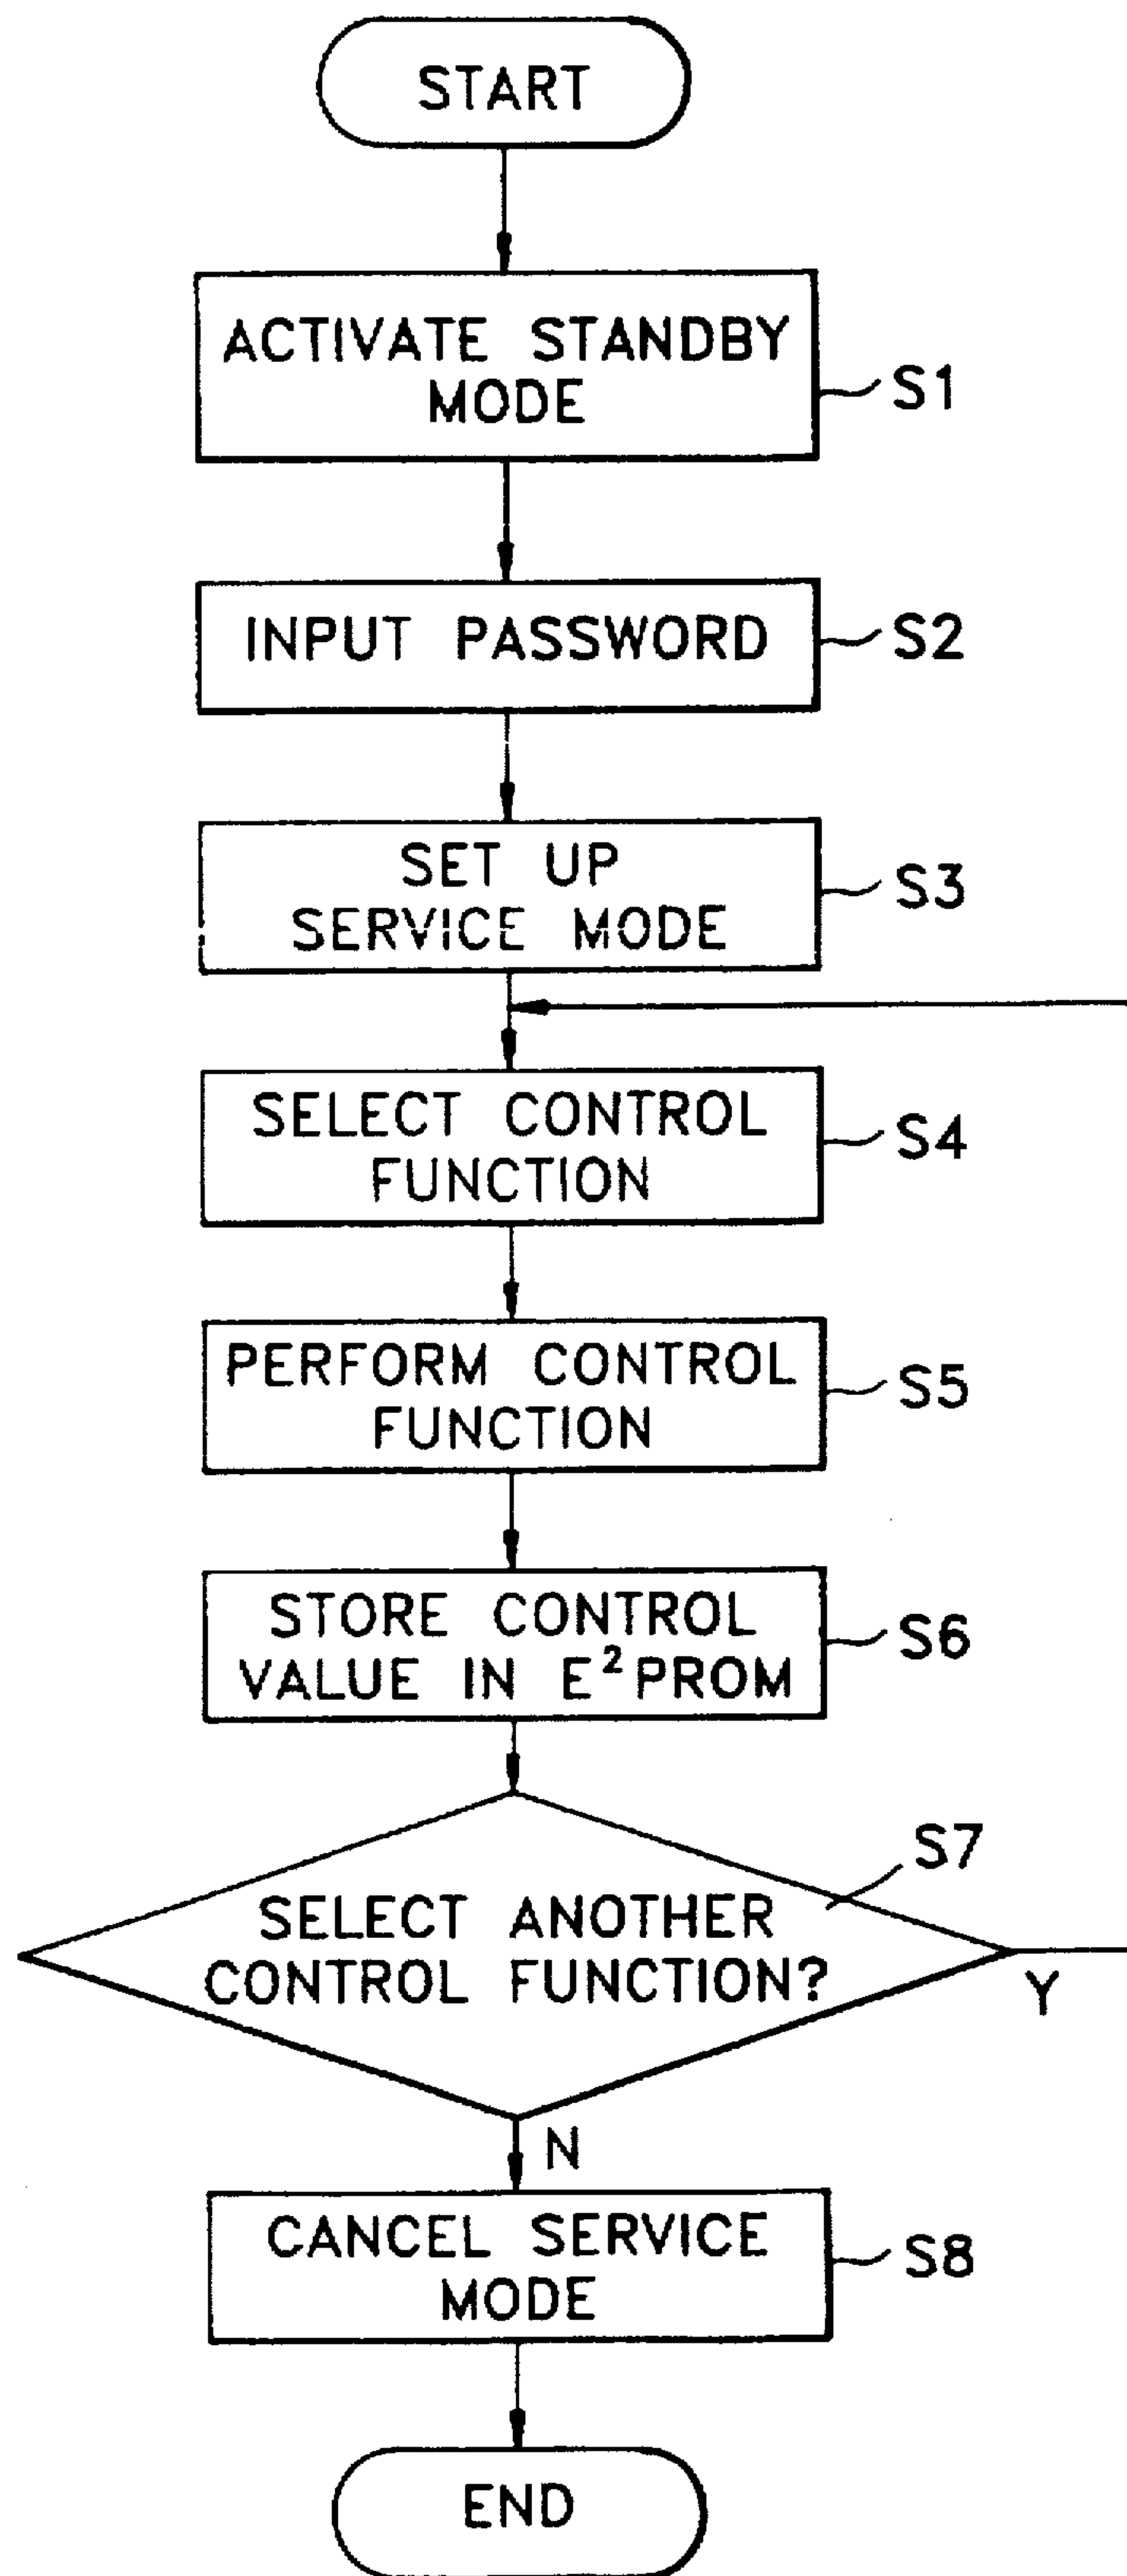 START
ACTIVATE STANDBY
MODE
S1
INPUT PASSWORD
S2
SET UP
SERVICE MODE
S3
SELECT CONTROL
FUNCTION
S4
PERFORM CONTROL
FUNCTION
S5
STORE CONTROL
VALUE IN E²PROM
S6
S7
SELECT ANOTHER
CONTROL FUNCTION?
Y
N
CANCEL SERVICE
MODE
S8
END